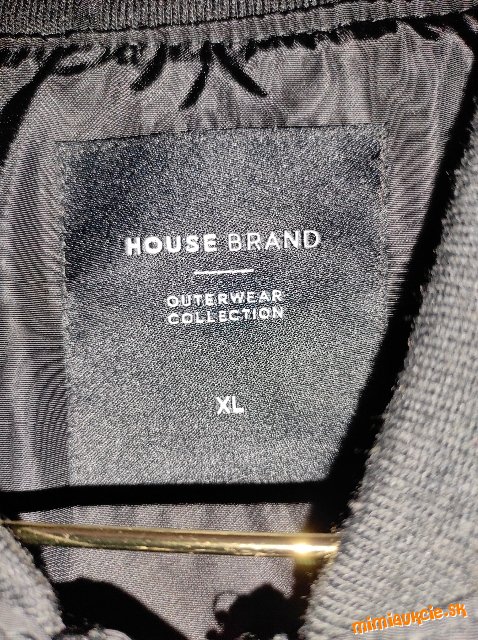 HOUSE BRAND
OUTERWEAR
COLLECTION
XL
mimiaukcie.sk